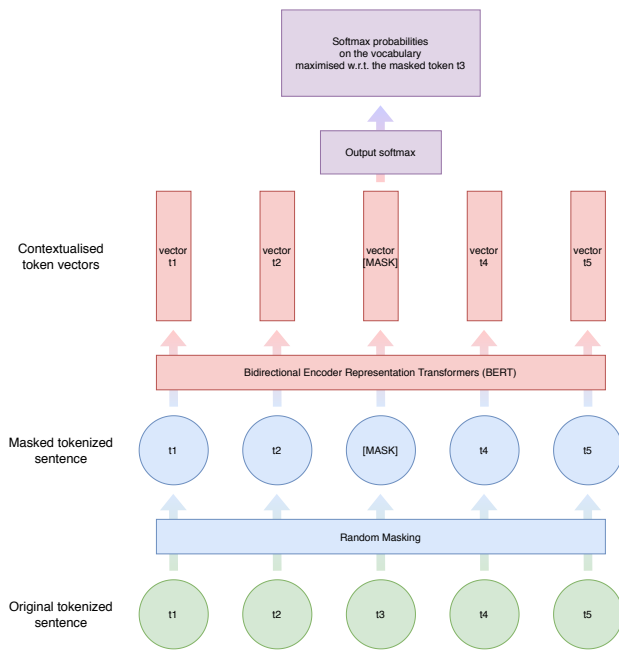 Softmax probabilities
on the vocabulary
maximised w.r.t. the masked token t3
Output softmax
Contextualised
token vectors
vector
t1
vector
t2
vector
[MASK]
vector
t4
vector
t5
Bidirectional Encoder Representation Transformers (BERT)
Masked tokenized
sentence
t1
t2
[MASK]
t4
t5
Random Masking
Original tokenized
sentence
t1
t2
t3
t4
t5